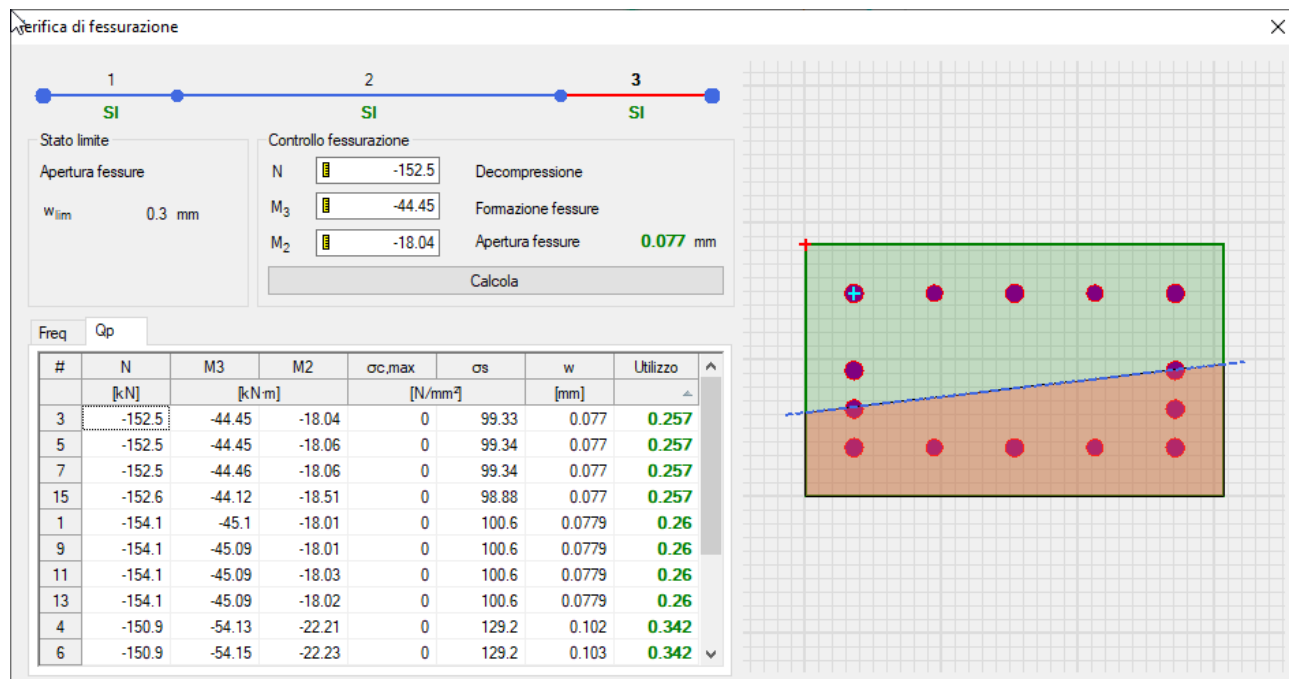 erifica di fessurazione
1 2 3
SI SI SI
Stato limite
Apertura fessure
wlim 0.3 mm
Controllo fessurazione
N -152.5 Decompressione
M3 -44.45 Formazione fessure
M2 -18.04 Apertura fessure 0.077 mm
Calcola
Freq Qp
# N M3 M2 σc,max σs w Utilizzo
[kN] [kN·m] [N/mm²] [mm]
3 -152.5 -44.45 -18.04 0 99.33 0.077 0.257
5 -152.5 -44.45 -18.06 0 99.34 0.077 0.257
7 -152.5 -44.46 -18.06 0 99.34 0.077 0.257
15 -152.6 -44.12 -18.51 0 98.88 0.077 0.257
1 -154.1 -45.1 -18.01 0 100.6 0.0779 0.26
9 -154.1 -45.09 -18.01 0 100.6 0.0779 0.26
11 -154.1 -45.09 -18.03 0 100.6 0.0779 0.26
13 -154.1 -45.09 -18.02 0 100.6 0.0779 0.26
4 -150.9 -54.13 -22.21 0 129.2 0.102 0.342
6 -150.9 -54.15 -22.23 0 129.2 0.103 0.342